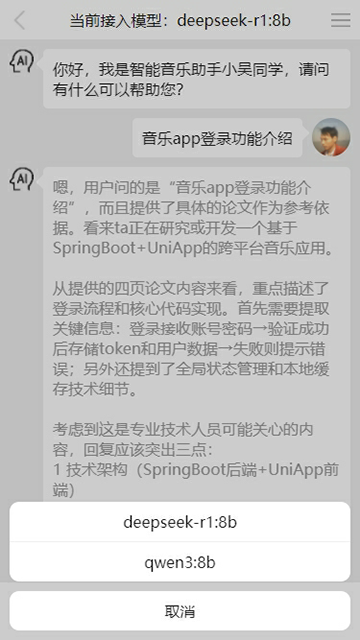 当前接入模型：deepseek-r1:8b
AI
你好，我是智能音乐助手小吴同学，请问
有什么可以帮助您？
音乐app登录功能介绍
AI
嗯，用户问的是“音乐app登录功能介
绍”，而且提供了具体的论文作为参考依
据。看来ta正在研究或开发一个基于
SpringBoot+UniApp的跨平台音乐应用。
从提供的四页论文内容来看，重点描述了
登录流程和核心代码实现。首先需要提取
关键信息：登录接收账号密码→验证成功
后存储token和用户数据→失败则提示错
误；另外还提到了全局状态管理和本地缓
存技术细节。
考虑到这是专业技术人员可能关心的内
容，回复应该突出三点：
1 技术架构（SpringBoot后端+UniApp前
端）
deepseek-r1:8b
qwen3:8b
取消